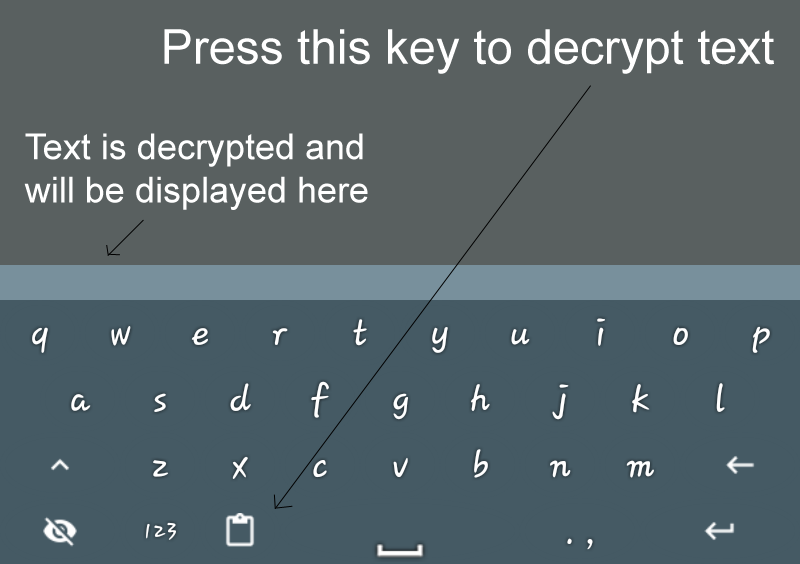 Press this key to decrypt text
Text is decrypted and
will be displayed here
q w e r t y u i o p
a s d f g h j k l
z x c v b n m
123 . ,